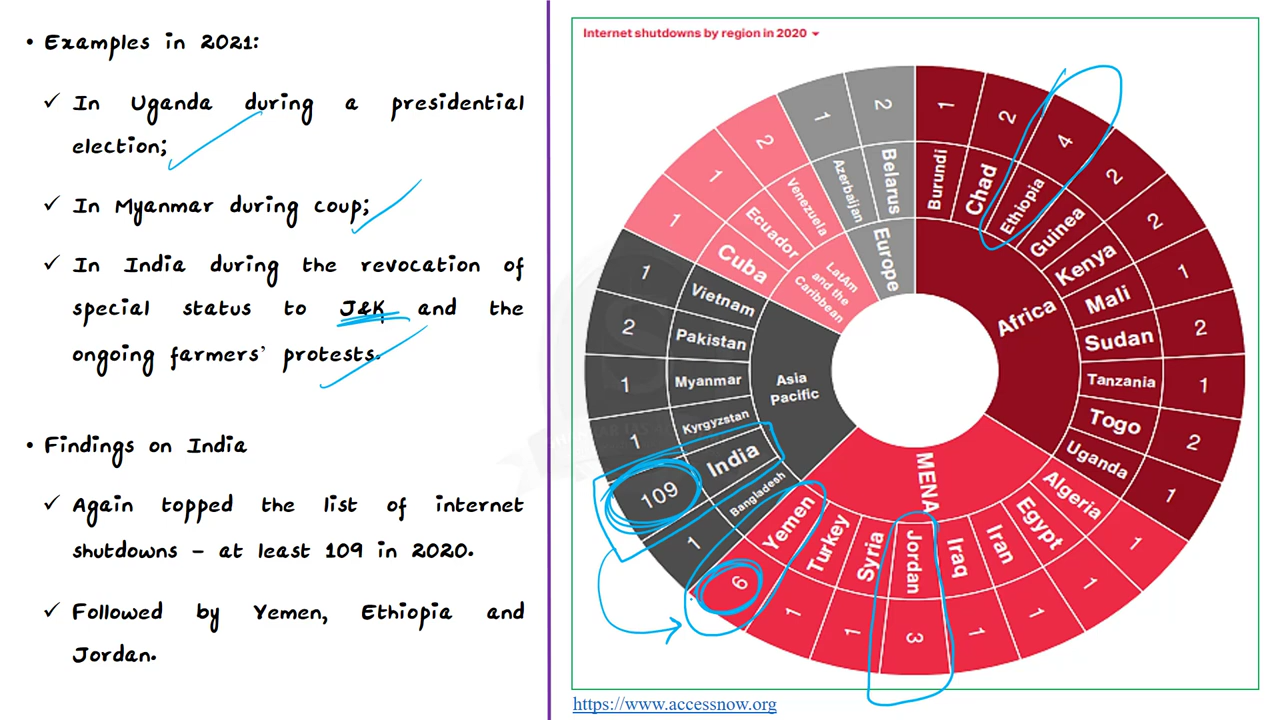 • Examples in 2021:
✓ In Uganda during a presidential
election;
✓ In Myanmar during coup;
✓ In India during the revocation of
special status to J&K and the
ongoing farmers' protests.
• Findings on India
✓ Again topped the list of internet
shutdowns – at least 109 in 2020.
✓ Followed by Yemen, Ethiopia and
Jordan.
Internet shutdowns by region in 2020
Africa
Burundi 1
Chad 2
Ethiopia 4
Guinea 2
Kenya 2
Mali 1
Sudan 2
Tanzania 1
Togo 2
Uganda 1
MENA
Algeria 1
Egypt 1
Iran 1
Iraq 1
Jordan 3
Syria 1
Turkey 1
Yemen 6
Asia
Pacific
Bangladesh 1
India 109
Kyrgyzstan 1
Myanmar 1
Pakistan 2
Vietnam 1
LatAm
and the
Caribbean
Cuba 1
Ecuador 1
Venezuela 2
Europe
Azerbaijan 1
Belarus 2
https://www.accessnow.org